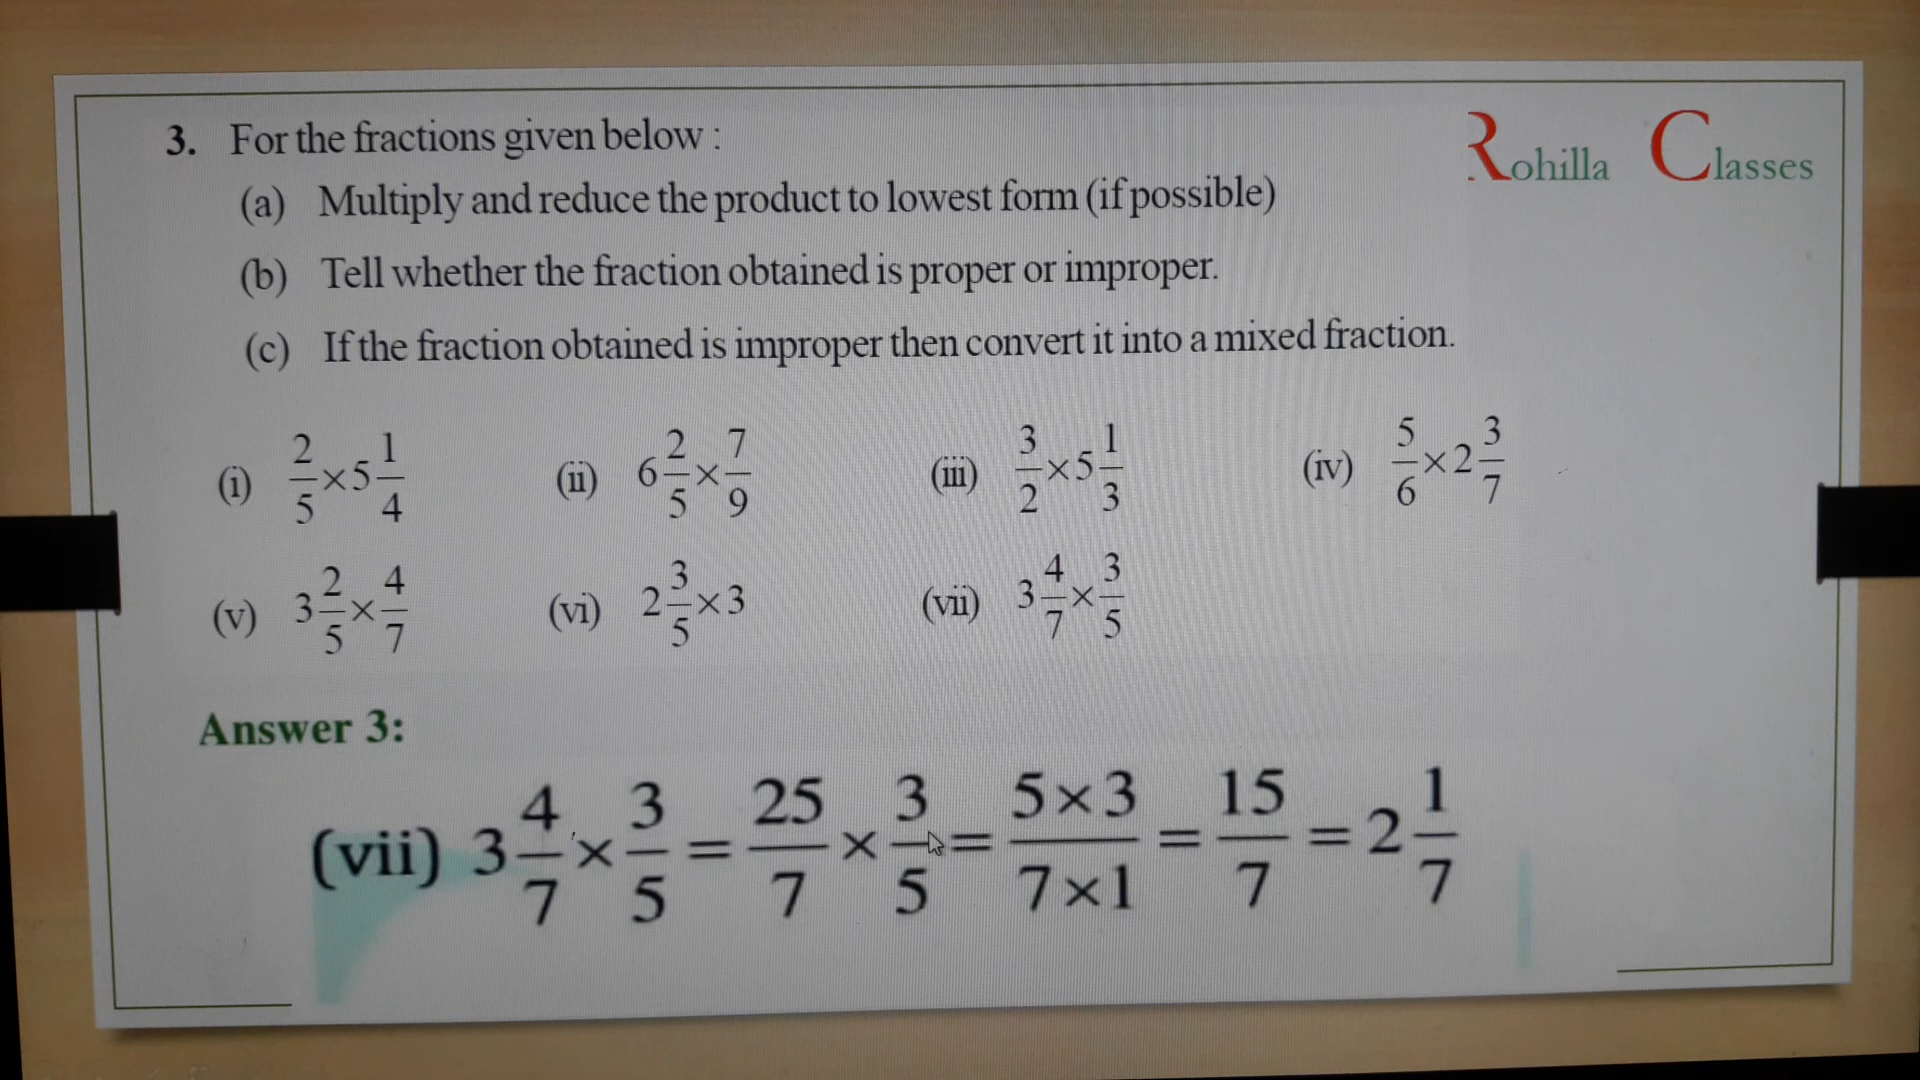 Rohilla Classes
3. For the fractions given below :
(a) Multiply and reduce the product to lowest form (if possible)
(b) Tell whether the fraction obtained is proper or improper.
(c) If the fraction obtained is improper then convert it into a mixed fraction.
(i) 2/5 × 5 1/4 (ii) 6 2/5 × 7/9 (iii) 3/2 × 5 1/3 (iv) 5/6 × 2 3/7
(v) 3 2/5 × 4/7 (vi) 2 3/5 × 3 (vii) 3 4/7 × 3/5
Answer 3:
(vii) 3 4/7 × 3/5 = 25/7 × 3/5 = 5×3/7×1 = 15/7 = 2 1/7